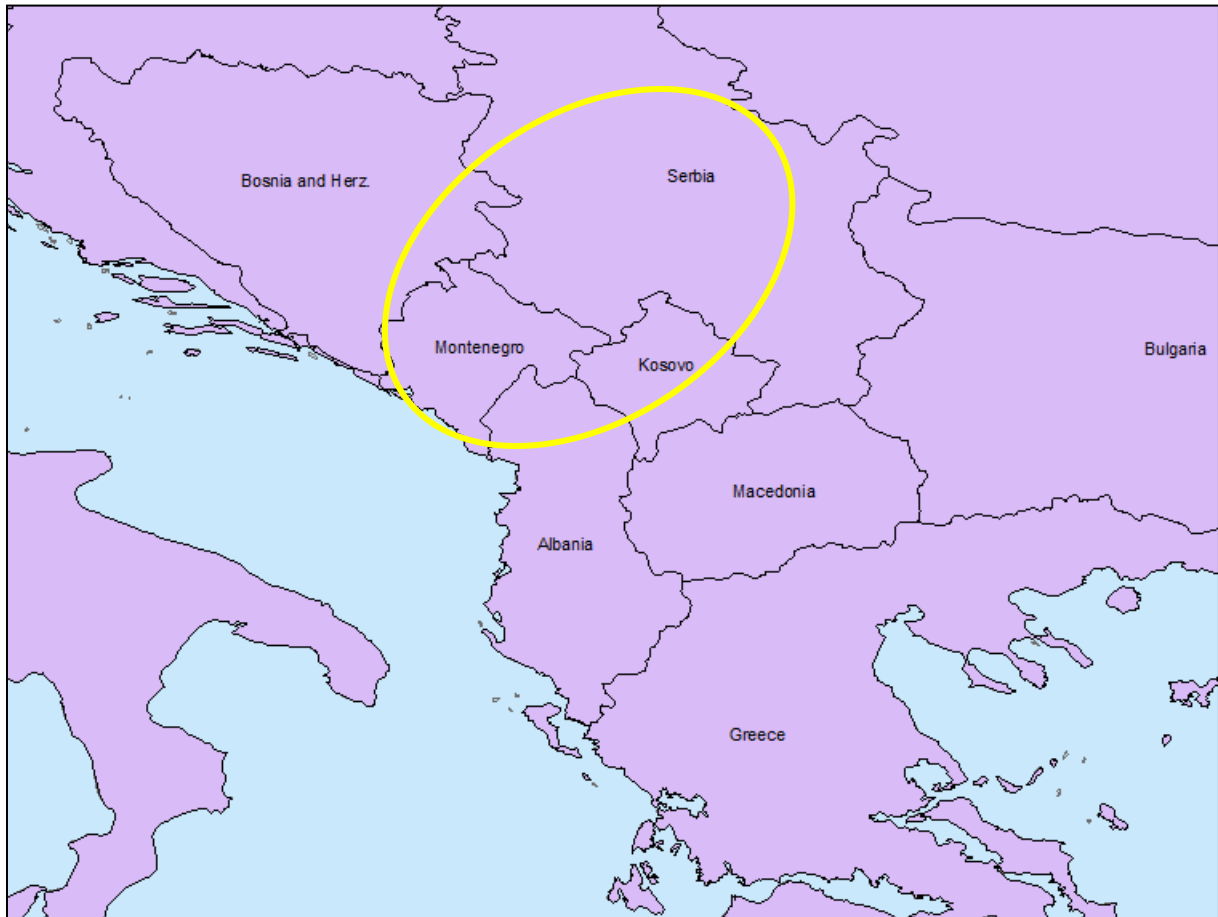 Serbia
Bosnia and Herz.
Montenegro
Bulgaria
Kosovo
Macedonia
Albania
Greece